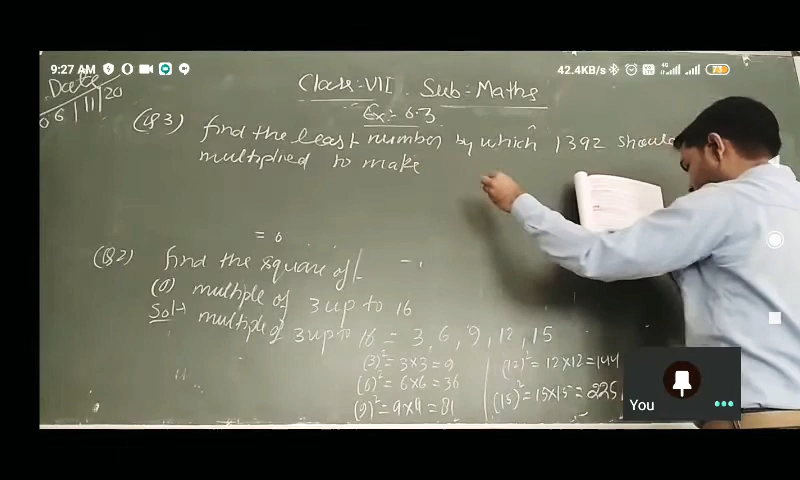 9:27 AM
42.4KB/s 4G 73
Date
06/11/20
Class:-VII Sub:-Maths
Ex:- 6.3
(Q3) find the least number by which 1392 should
multiplied to make
= 6
(Q2) find the square of
(i) multiple of 3 up to 16
Sol→ multiple of 3 up to 16 = 3, 6, 9, 12, 15
(3)² = 3×3 = 9
(6)² = 6×6 = 36
(9)² = 9×9 = 81
(12)² = 12×12 = 144
(15)² = 15×15 = 225
You